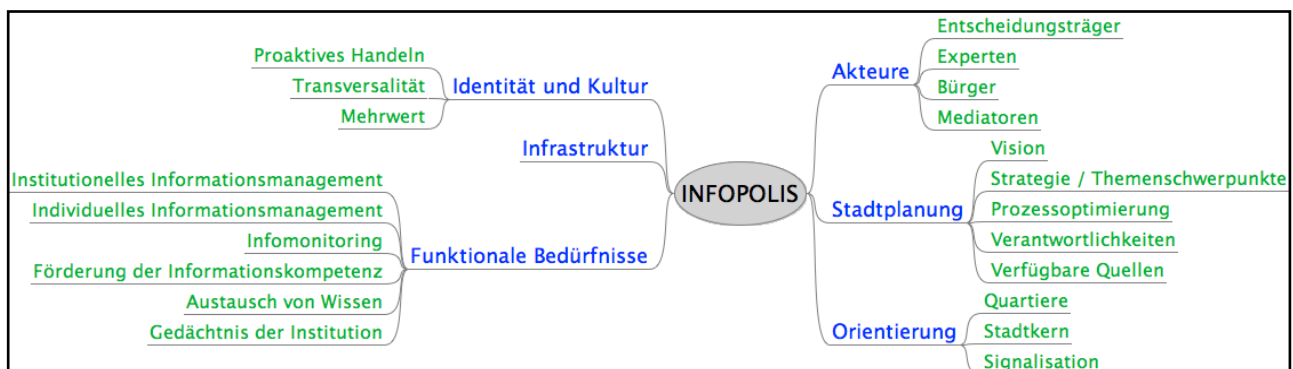 Proaktives Handeln
Transversalität
Mehrwert
Identität und Kultur
Infrastruktur
Institutionelles Informationsmanagement
Individuelles Informationsmanagement
Infomonitoring
Förderung der Informationskompetenz
Austausch von Wissen
Gedächtnis der Institution
Funktionale Bedürfnisse
INFOPOLIS
Akteure
Entscheidungsträger
Experten
Bürger
Mediatoren
Stadtplanung
Vision
Strategie / Themenschwerpunkte
Prozessoptimierung
Verantwortlichkeiten
Verfügbare Quellen
Orientierung
Quartiere
Stadtkern
Signalisation